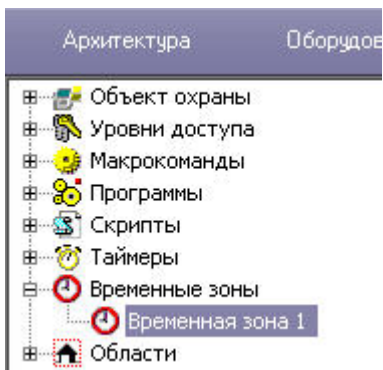 Архитектура Оборудов
Объект охраны
Уровни доступа
Макрокоманды
Программы
Скрипты
Таймеры
Временные зоны
Временная зона 1
Области